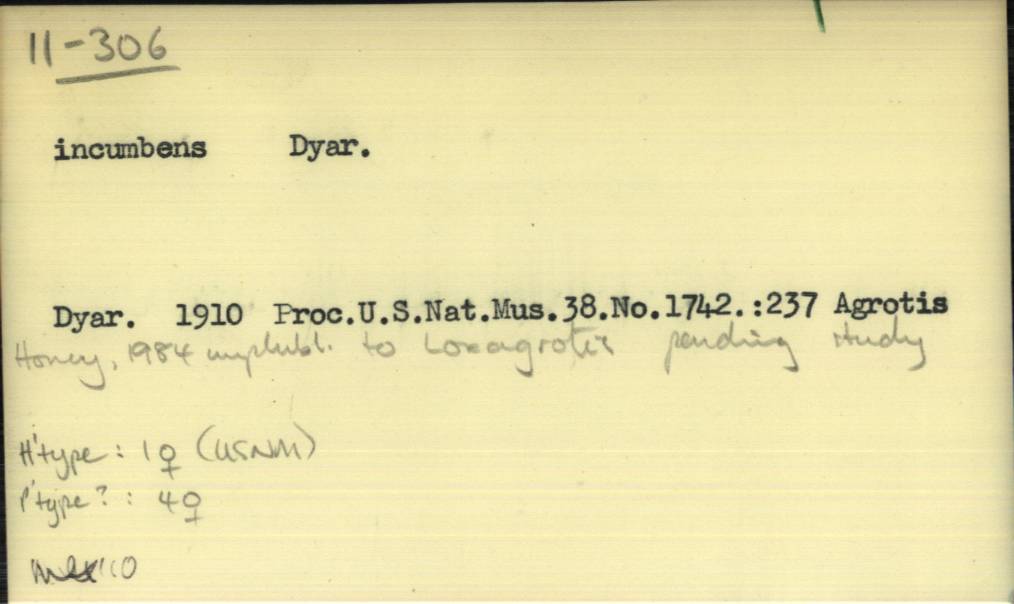 11-306
incumbens Dyar.
Dyar. 1910 Proc.U.S.Nat.Mus.38.No.1742.:237 Agrotis
Honey, 1984 unpubl. to Loxagrotis pending study
H'type: 1♀ (USNM)
P'type? : 4♀
Mexico